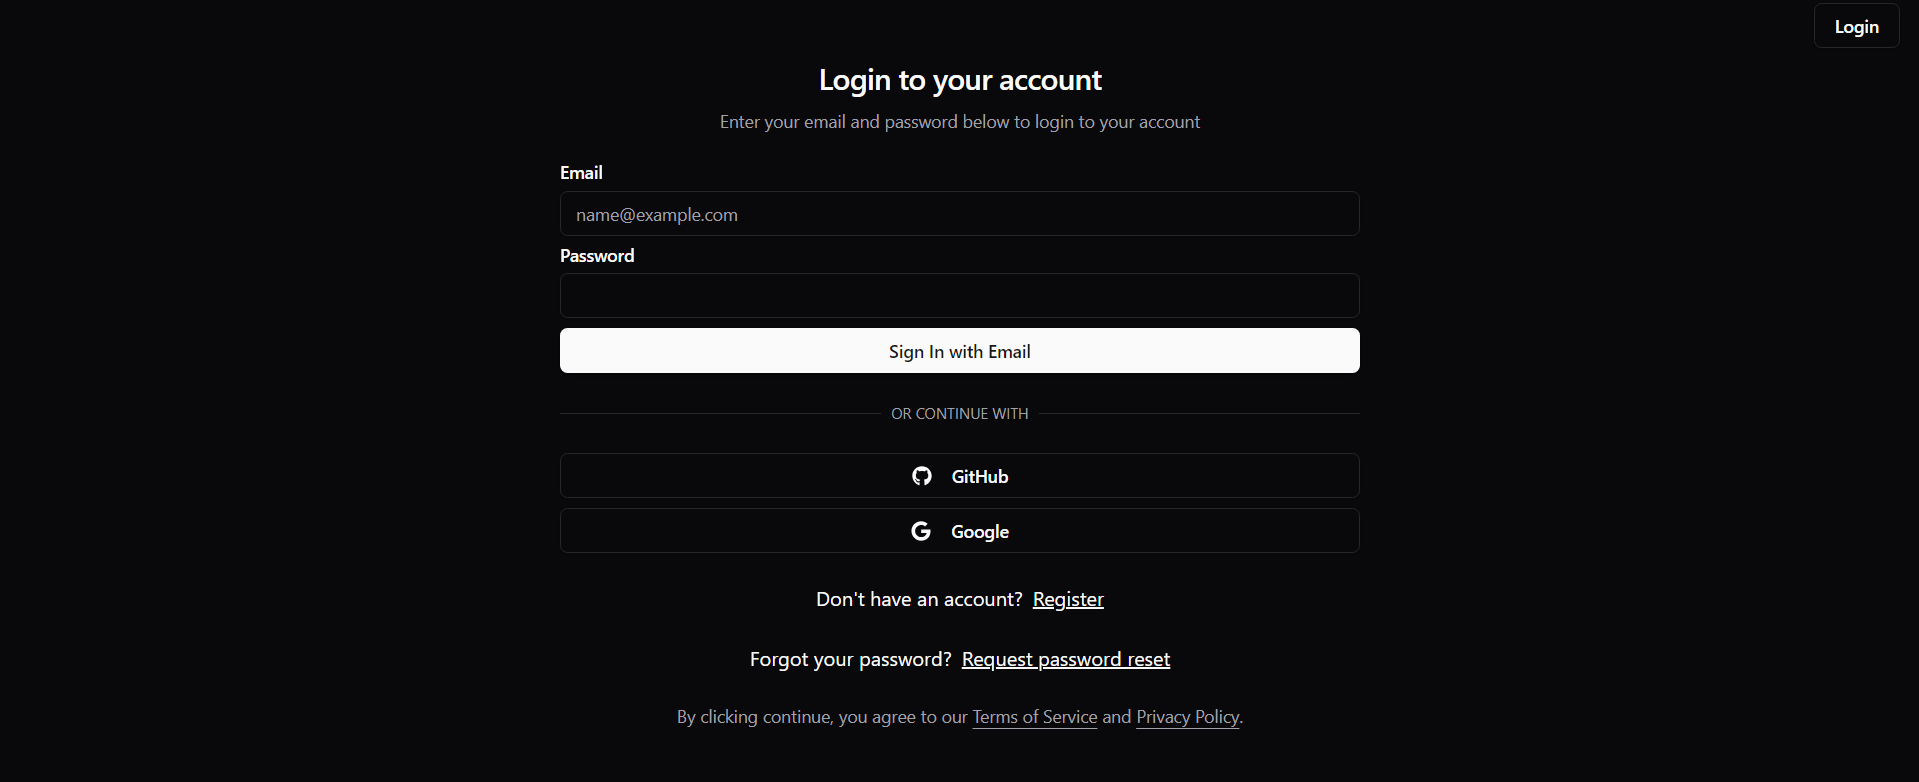 Login
Login to your account
Enter your email and password below to login to your account
Email
name@example.com
Password
Sign In with Email
OR CONTINUE WITH
GitHub
Google
Don't have an account? Register
Forgot your password? Request password reset
By clicking continue, you agree to our Terms of Service and Privacy Policy.